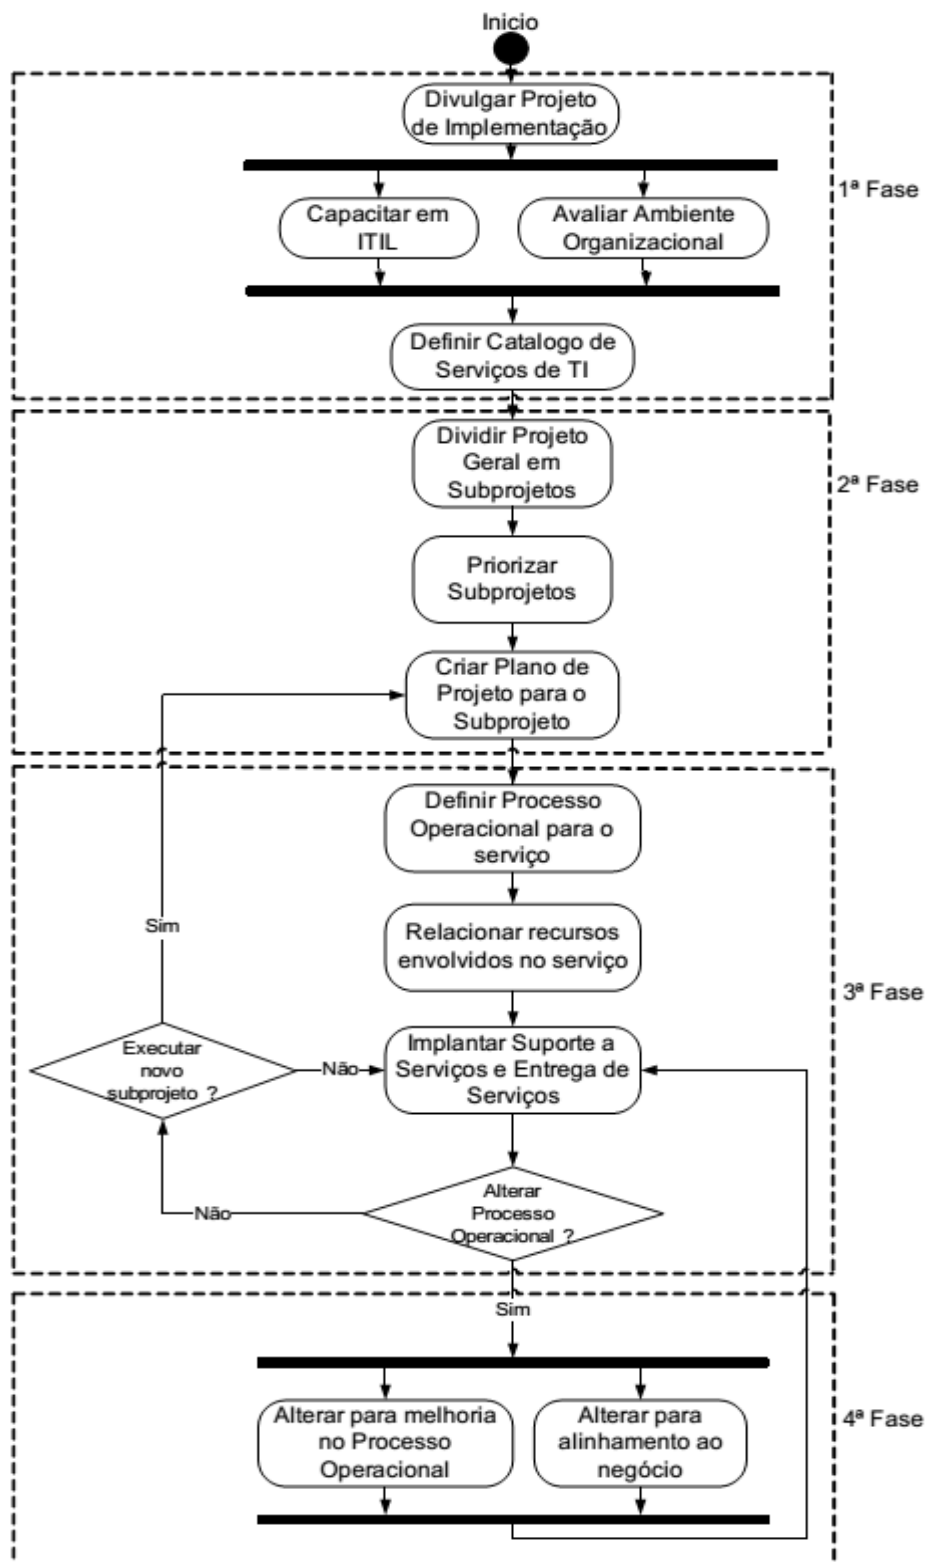 Inicio
Divulgar Projeto
de Implementação
1ª Fase
Capacitar em
ITIL
Avaliar Ambiente
Organizacional
Definir Catalogo de
Serviços de TI
Dividir Projeto
Geral em
Subprojetos
2ª Fase
Priorizar
Subprojetos
Criar Plano de
Projeto para o
Subprojeto
Definir Processo
Operacional para o
serviço
Sim
Relacionar recursos
envolvidos no serviço
3ª Fase
Executar
novo
subprojeto ?
Não
Implantar Suporte a
Serviços e Entrega de
Serviços
Não
Alterar
Processo
Operacional ?
Sim
Alterar para melhoria
no Processo
Operacional
Alterar para
alinhamento ao
negócio
4ª Fase